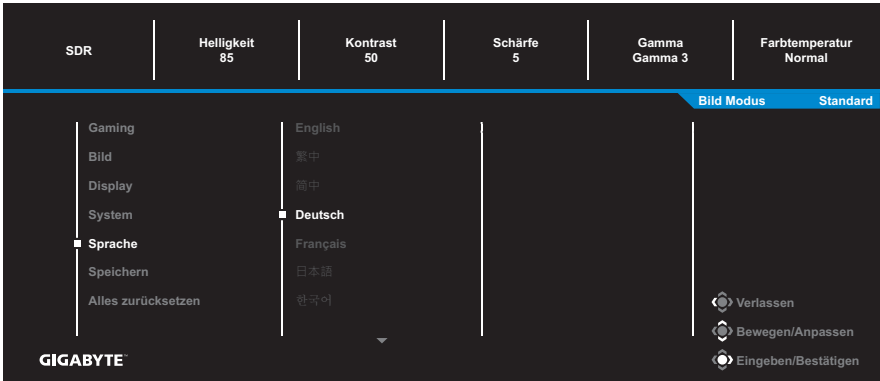 SDR
Helligkeit
85
Kontrast
50
Schärfe
5
Gamma
Gamma 3
Farbtemperatur
Normal
Bild Modus Standard
Gaming
Bild
Display
System
Sprache
Speichern
Alles zurücksetzen
English
繁中
简中
Deutsch
Français
日本語
한국어
Verlassen
Bewegen/Anpassen
Eingeben/Bestätigen
GIGABYTE™